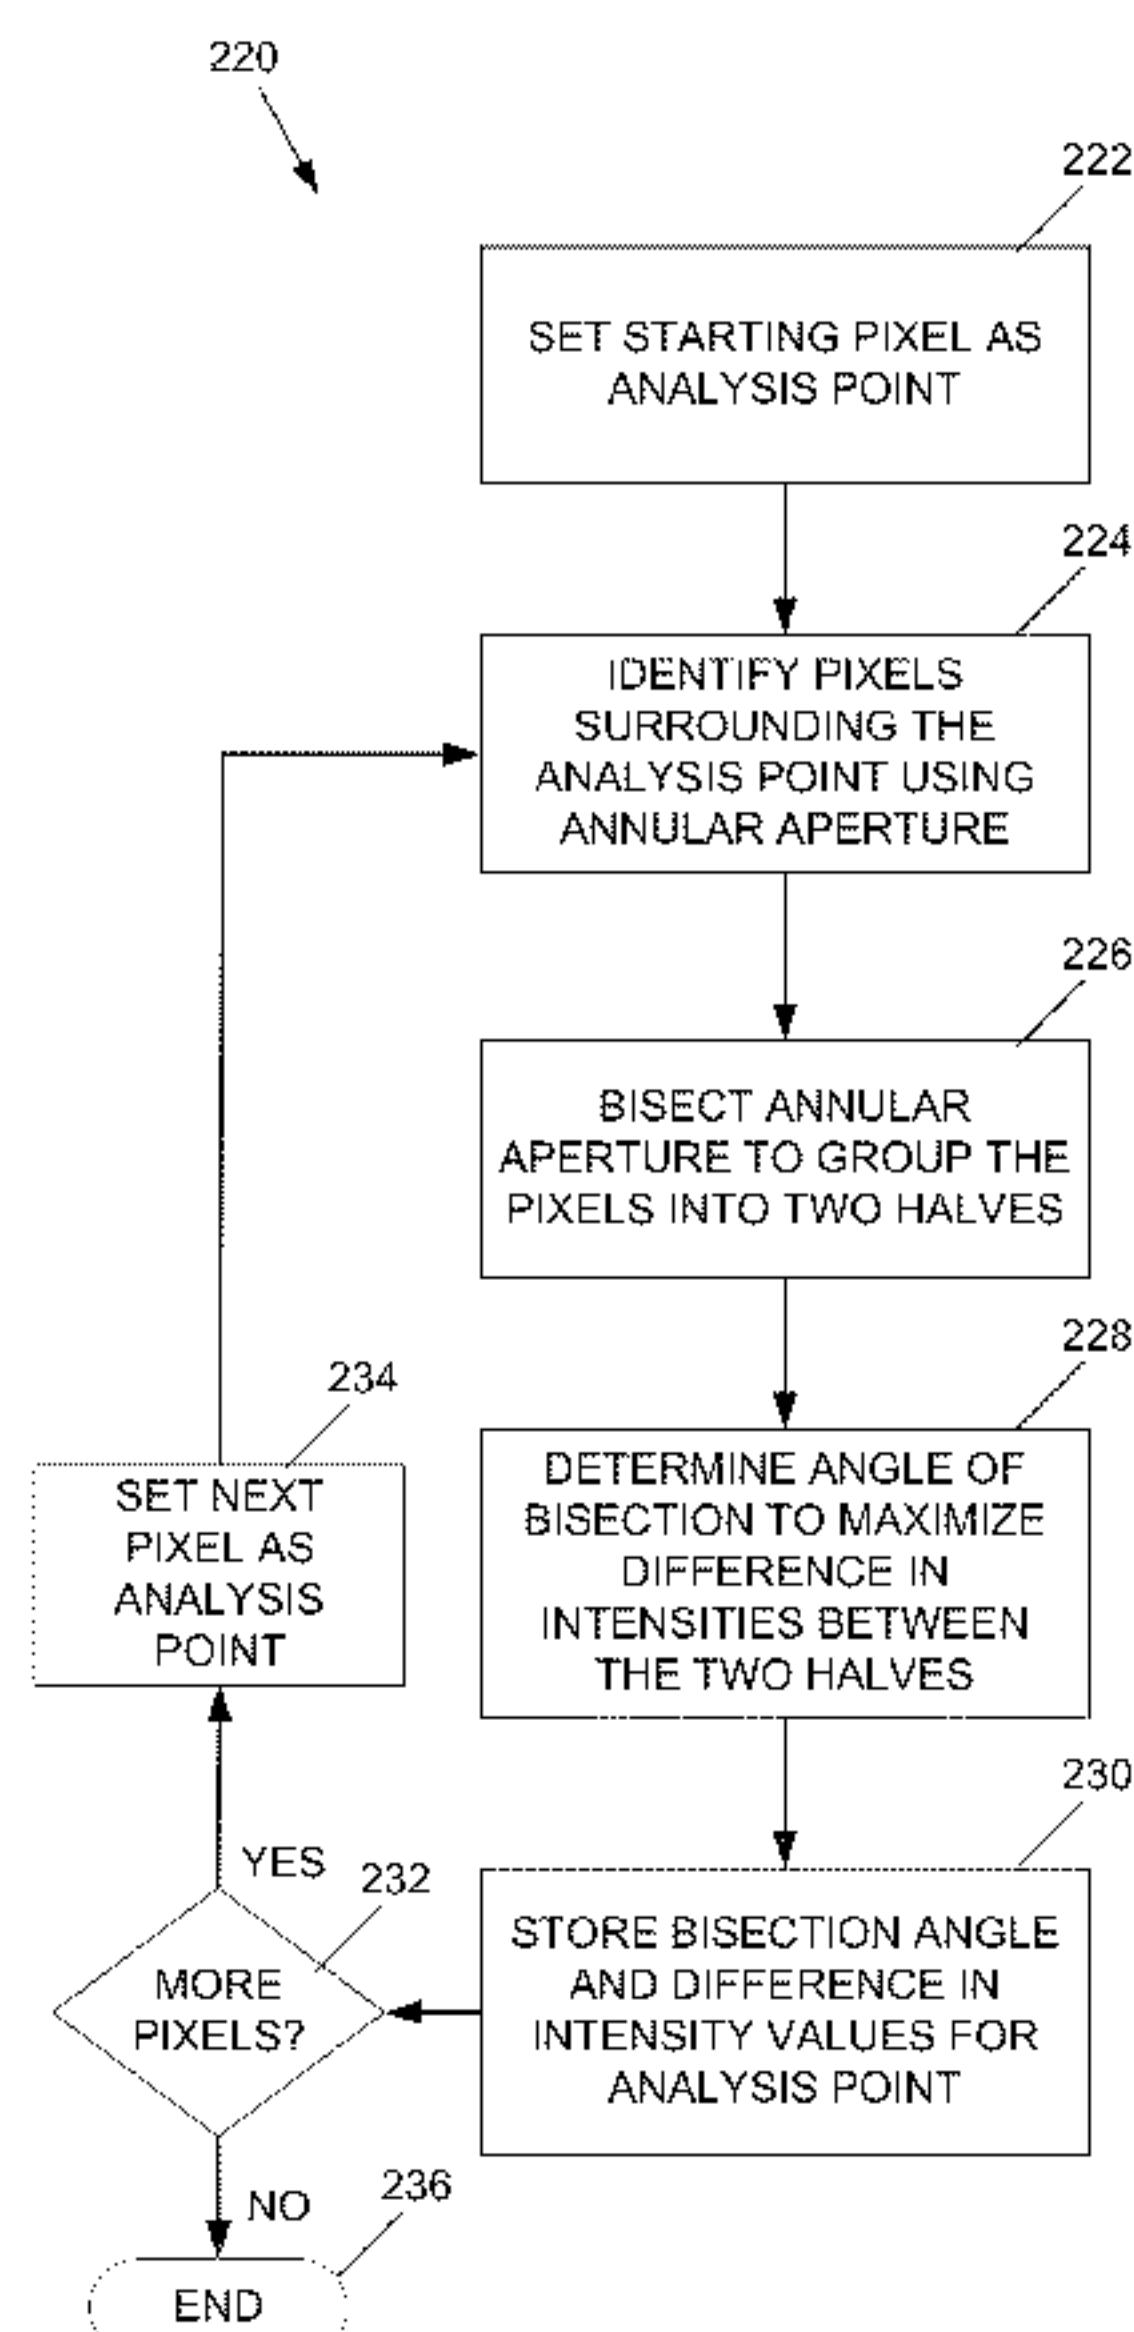 220
222
SET STARTING PIXEL AS
ANALYSIS POINT
224
IDENTIFY PIXELS
SURROUNDING THE
ANALYSIS POINT USING
ANNULAR APERTURE
226
BISECT ANNULAR
APERTURE TO GROUP THE
PIXELS INTO TWO HALVES
228
DETERMINE ANGLE OF
BISECTION TO MAXIMIZE
DIFFERENCE IN
INTENSITIES BETWEEN
THE TWO HALVES
230
STORE BISECTION ANGLE
AND DIFFERENCE IN
INTENSITY VALUES FOR
ANALYSIS POINT
232
MORE
PIXELS?
YES
234
SET NEXT
PIXEL AS
ANALYSIS
POINT
NO
236
END